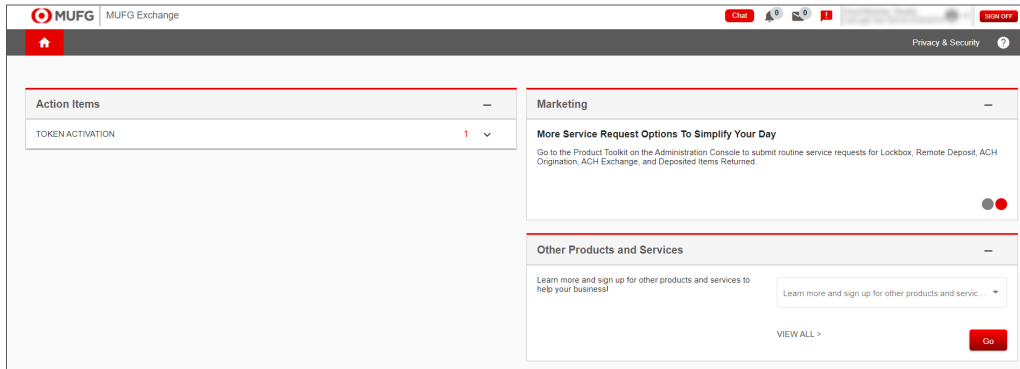 MUFG MUFG Exchange
Chat 0 0 SIGN OFF
Privacy & Security ?
Action Items
TOKEN ACTIVATION 1
Marketing
More Service Request Options To Simplify Your Day
Go to the Product Toolkit on the Administration Console to submit routine service requests for Lockbox, Remote Deposit, ACH
Origination, ACH Exchange, and Deposited Items Returned.
Other Products and Services
Learn more and sign up for other products and services to
help your business!
Learn more and sign up for other products and servic...
VIEW ALL >
Go